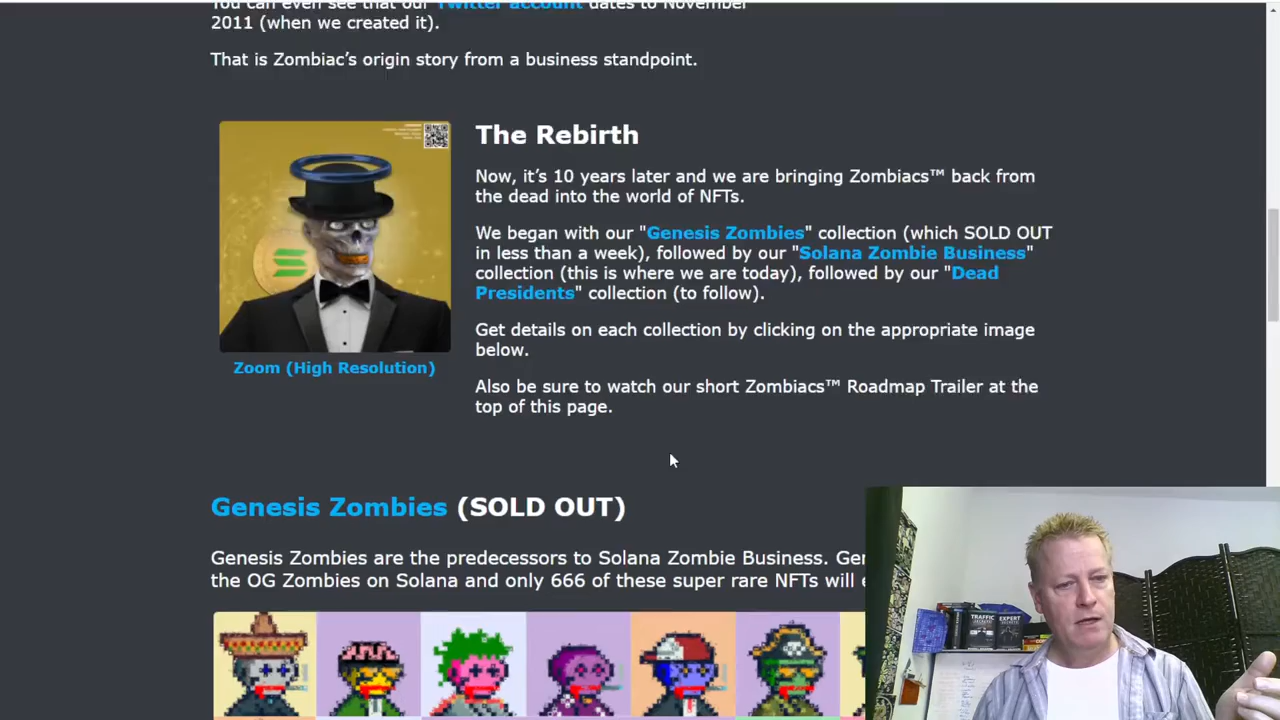 You can even see that our Twitter account dates to November
2011 (when we created it).
That is Zombiac’s origin story from a business standpoint.
The Rebirth
Now, it’s 10 years later and we are bringing Zombiacs™ back from
the dead into the world of NFTs.
We began with our "Genesis Zombies" collection (which SOLD OUT
in less than a week), followed by our "Solana Zombie Business"
collection (this is where we are today), followed by our "Dead
Presidents" collection (to follow).
Get details on each collection by clicking on the appropriate image
below.
Also be sure to watch our short Zombiacs™ Roadmap Trailer at the
top of this page.
Zoom (High Resolution)
Genesis Zombies (SOLD OUT)
Genesis Zombies are the predecessors to Solana Zombie Business. Ge
the OG Zombies on Solana and only 666 of these super rare NFTs will
TRAFFIC
SECRETS
EXPERT
SECRETS